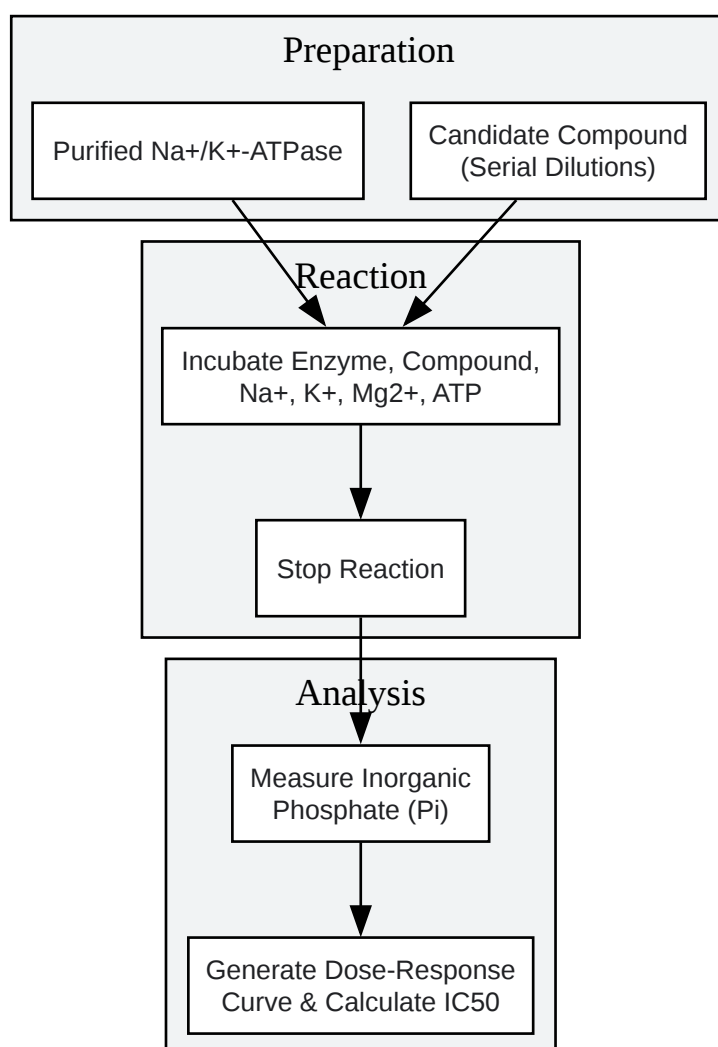 Preparation
Purified Na+/K+-ATPase
Candidate Compound
(Serial Dilutions)
Reaction
Incubate Enzyme, Compound,
Na+, K+, Mg2+, ATP
Stop Reaction
Analysis
Measure Inorganic
Phosphate (Pi)
Generate Dose-Response
Curve & Calculate IC50